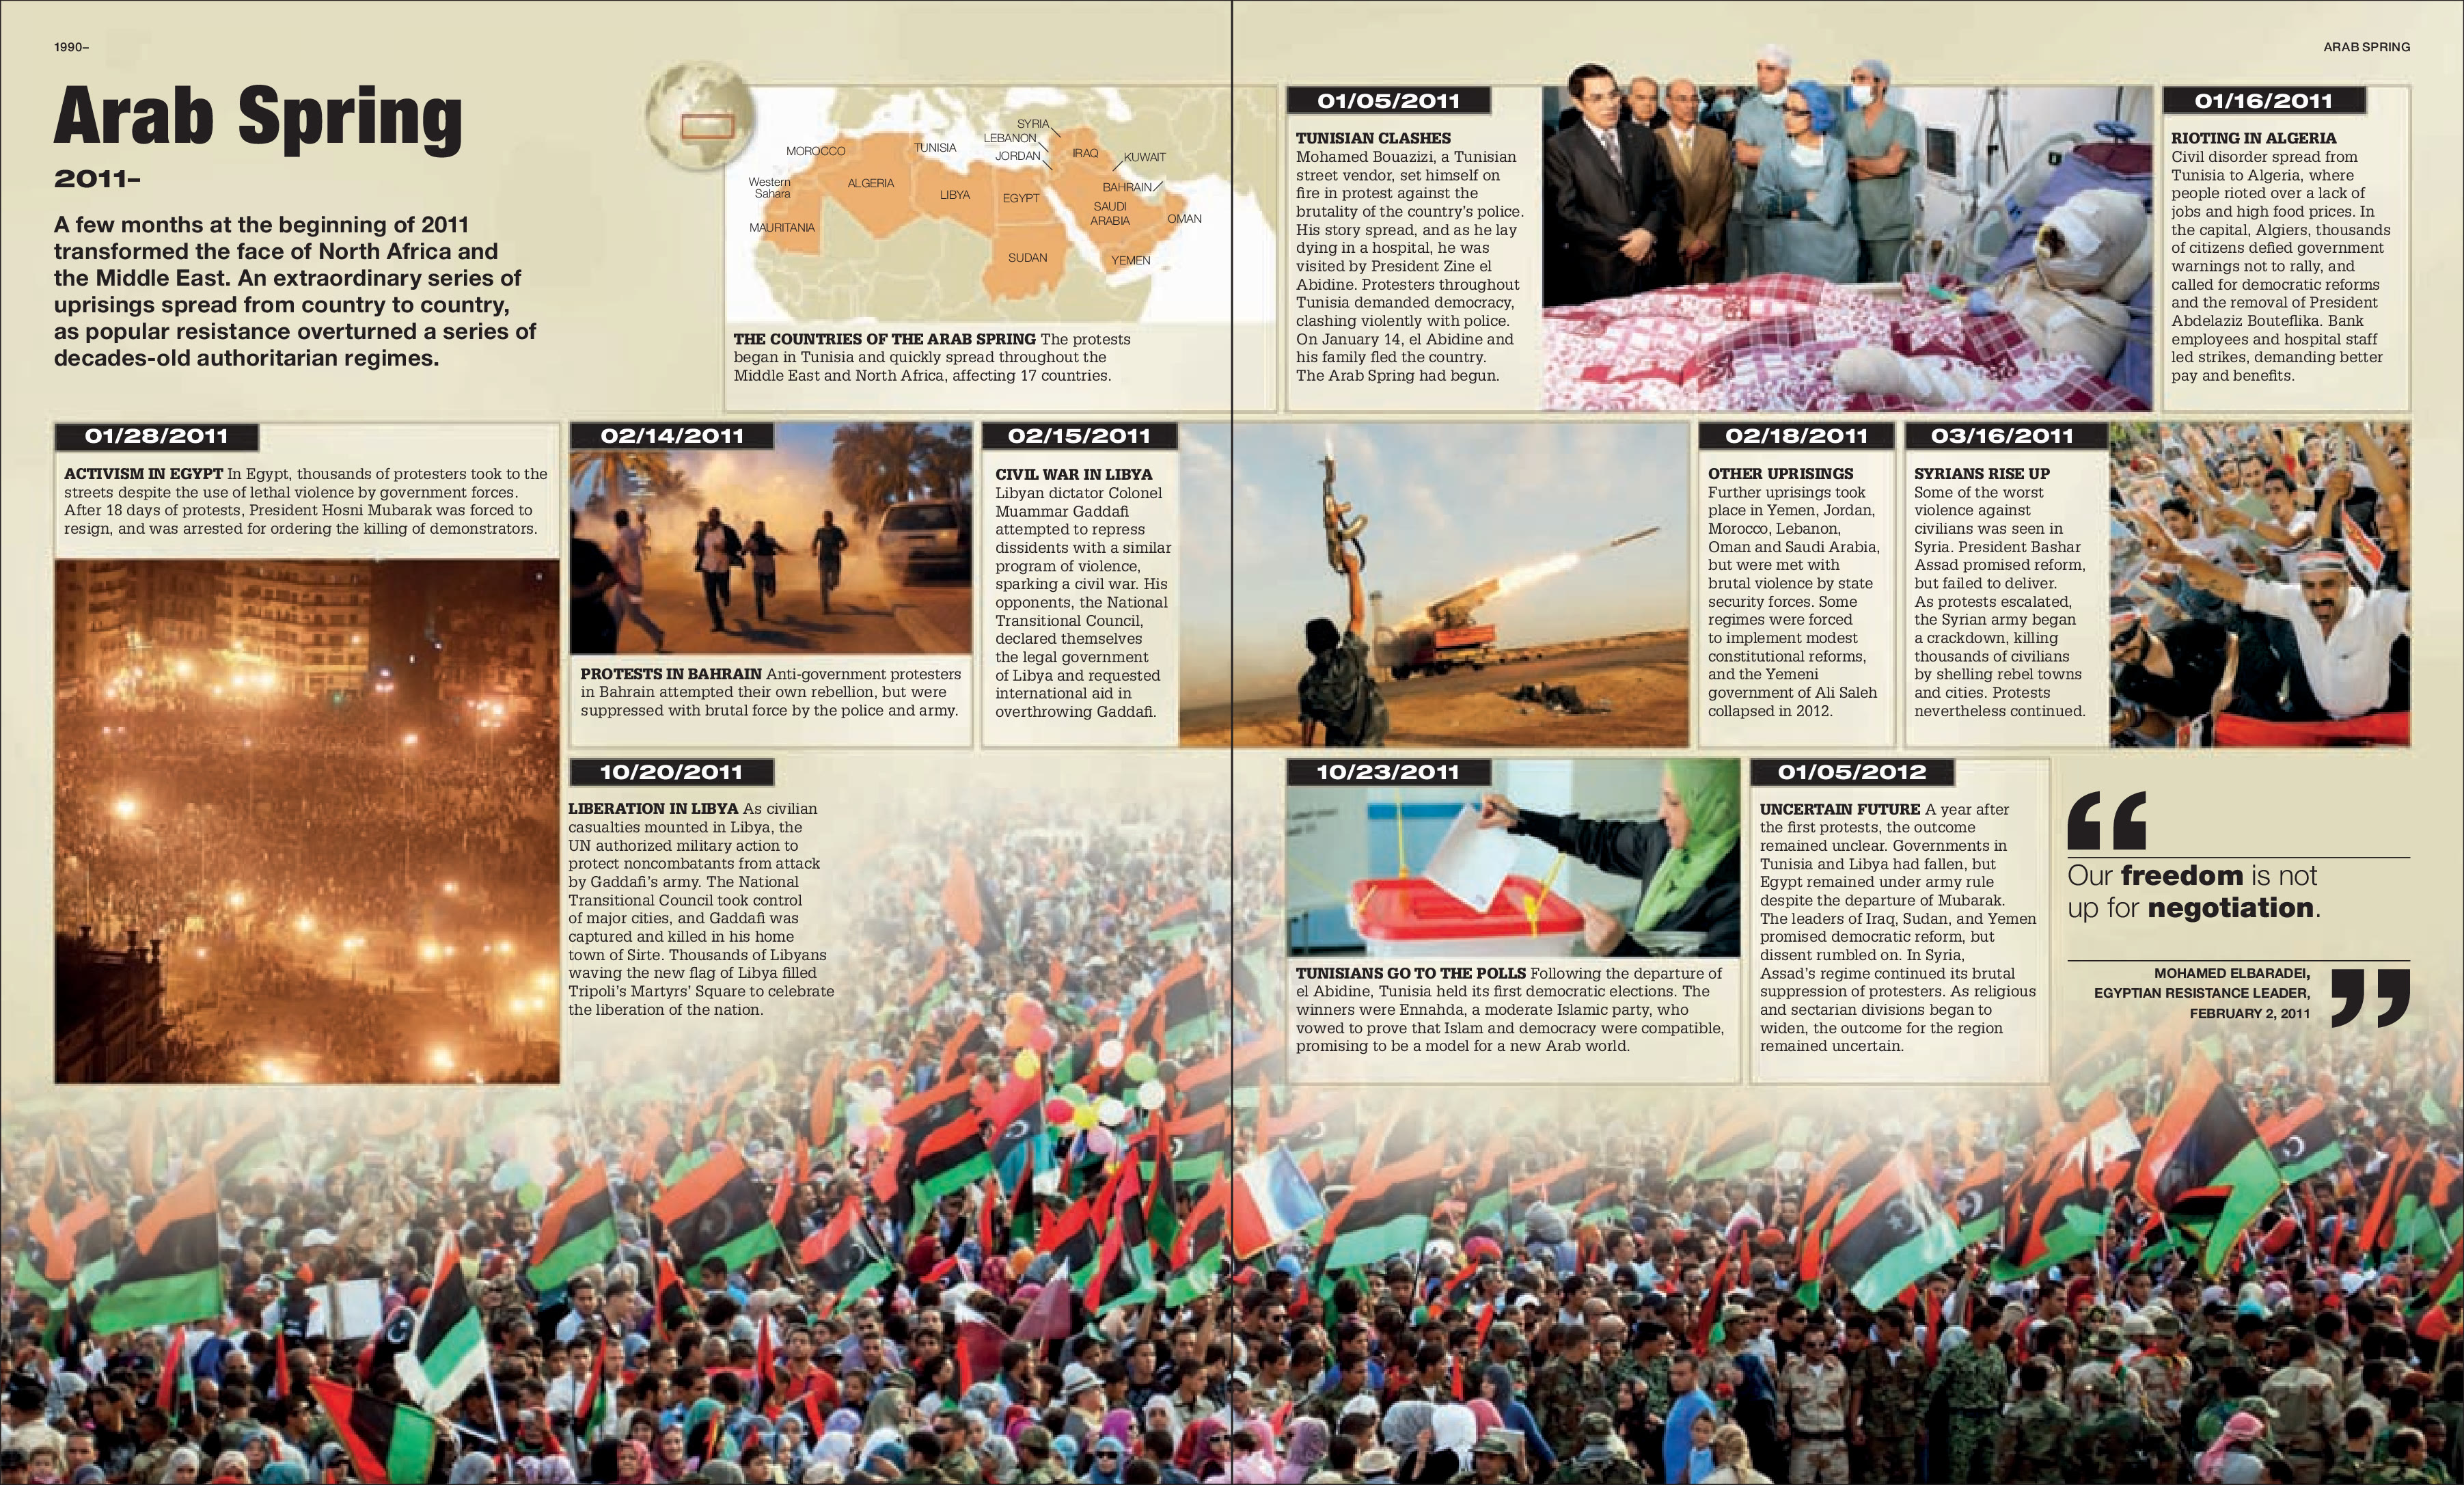 1990–
ARAB SPRING
Arab Spring
2011–
A few months at the beginning of 2011
transformed the face of North Africa and
the Middle East. An extraordinary series of
uprisings spread from country to country,
as popular resistance overturned a series of
decades-old authoritarian regimes.
SYRIA
LEBANON
JORDAN
MOROCCO
TUNISIA
IRAQ
KUWAIT
Western
Sahara
ALGERIA
LIBYA
EGYPT
BAHRAIN
SAUDI
ARABIA
OMAN
MAURITANIA
SUDAN
YEMEN
THE COUNTRIES OF THE ARAB SPRING The protests
began in Tunisia and quickly spread throughout the
Middle East and North Africa, affecting 17 countries.
01/05/2011
TUNISIAN CLASHES
Mohamed Bouazizi, a Tunisian
street vendor, set himself on
fire in protest against the
brutality of the country's police.
His story spread, and as he lay
dying in a hospital, he was
visited by President Zine el
Abidine. Protesters throughout
Tunisia demanded democracy,
clashing violently with police.
On January 14, el Abidine and
his family fled the country.
The Arab Spring had begun.
01/16/2011
RIOTING IN ALGERIA
Civil disorder spread from
Tunisia to Algeria, where
people rioted over a lack of
jobs and high food prices. In
the capital, Algiers, thousands
of citizens defied government
warnings not to rally, and
called for democratic reforms
and the removal of President
Abdelaziz Bouteflika. Bank
employees and hospital staff
led strikes, demanding better
pay and benefits.
01/28/2011
ACTIVISM IN EGYPT In Egypt, thousands of protesters took to the
streets despite the use of lethal violence by government forces.
After 18 days of protests, President Hosni Mubarak was forced to
resign, and was arrested for ordering the killing of demonstrators.
02/14/2011
PROTESTS IN BAHRAIN Anti-government protesters
in Bahrain attempted their own rebellion, but were
suppressed with brutal force by the police and army.
02/15/2011
CIVIL WAR IN LIBYA
Libyan dictator Colonel
Muammar Gaddafi
attempted to repress
dissidents with a similar
program of violence,
sparking a civil war. His
opponents, the National
Transitional Council,
declared themselves
the legal government
of Libya and requested
international aid in
overthrowing Gaddafi.
02/18/2011
OTHER UPRISINGS
Further uprisings took
place in Yemen, Jordan,
Morocco, Lebanon,
Oman and Saudi Arabia,
but were met with
brutal violence by state
security forces. Some
regimes were forced
to implement modest
constitutional reforms,
and the Yemeni
government of Ali Saleh
collapsed in 2012.
03/16/2011
SYRIANS RISE UP
Some of the worst
violence against
civilians was seen in
Syria. President Bashar
Assad promised reform,
but failed to deliver.
As protests escalated,
the Syrian army began
a crackdown, killing
thousands of civilians
by shelling rebel towns
and cities. Protests
nevertheless continued.
10/20/2011
LIBERATION IN LIBYA As civilian
casualties mounted in Libya, the
UN authorized military action to
protect noncombatants from attack
by Gaddafi's army. The National
Transitional Council took control
of major cities, and Gaddafi was
captured and killed in his home
town of Sirte. Thousands of Libyans
waving the new flag of Libya filled
Tripoli's Martyrs' Square to celebrate
the liberation of the nation.
10/23/2011
TUNISIANS GO TO THE POLLS Following the departure of
el Abidine, Tunisia held its first democratic elections. The
winners were Ennahda, a moderate Islamic party, who
vowed to prove that Islam and democracy were compatible,
promising to be a model for a new Arab world.
01/05/2012
UNCERTAIN FUTURE A year after
the first protests, the outcome
remained unclear. Governments in
Tunisia and Libya had fallen, but
Egypt remained under army rule
despite the departure of Mubarak.
The leaders of Iraq, Sudan, and Yemen
promised democratic reform, but
dissent rumbled on. In Syria,
Assad's regime continued its brutal
suppression of protesters. As religious
and sectarian divisions began to
widen, the outcome for the region
remained uncertain.
“
Our freedom is not
up for negotiation.
MOHAMED ELBARADEI,
EGYPTIAN RESISTANCE LEADER,
FEBRUARY 2, 2011
”